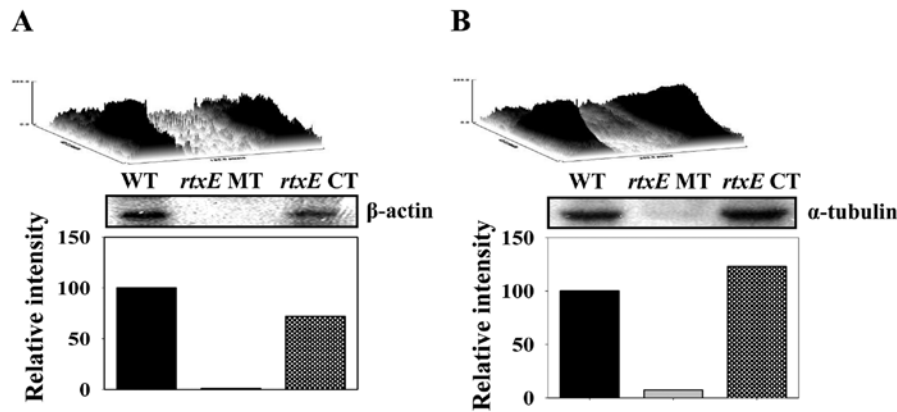 A
WT rtxE MT rtxE CT
β-actin
150
100
50
0
Relative intensity
B
WT rtxE MT rtxE CT
α-tubulin
150
100
50
0
Relative intensity